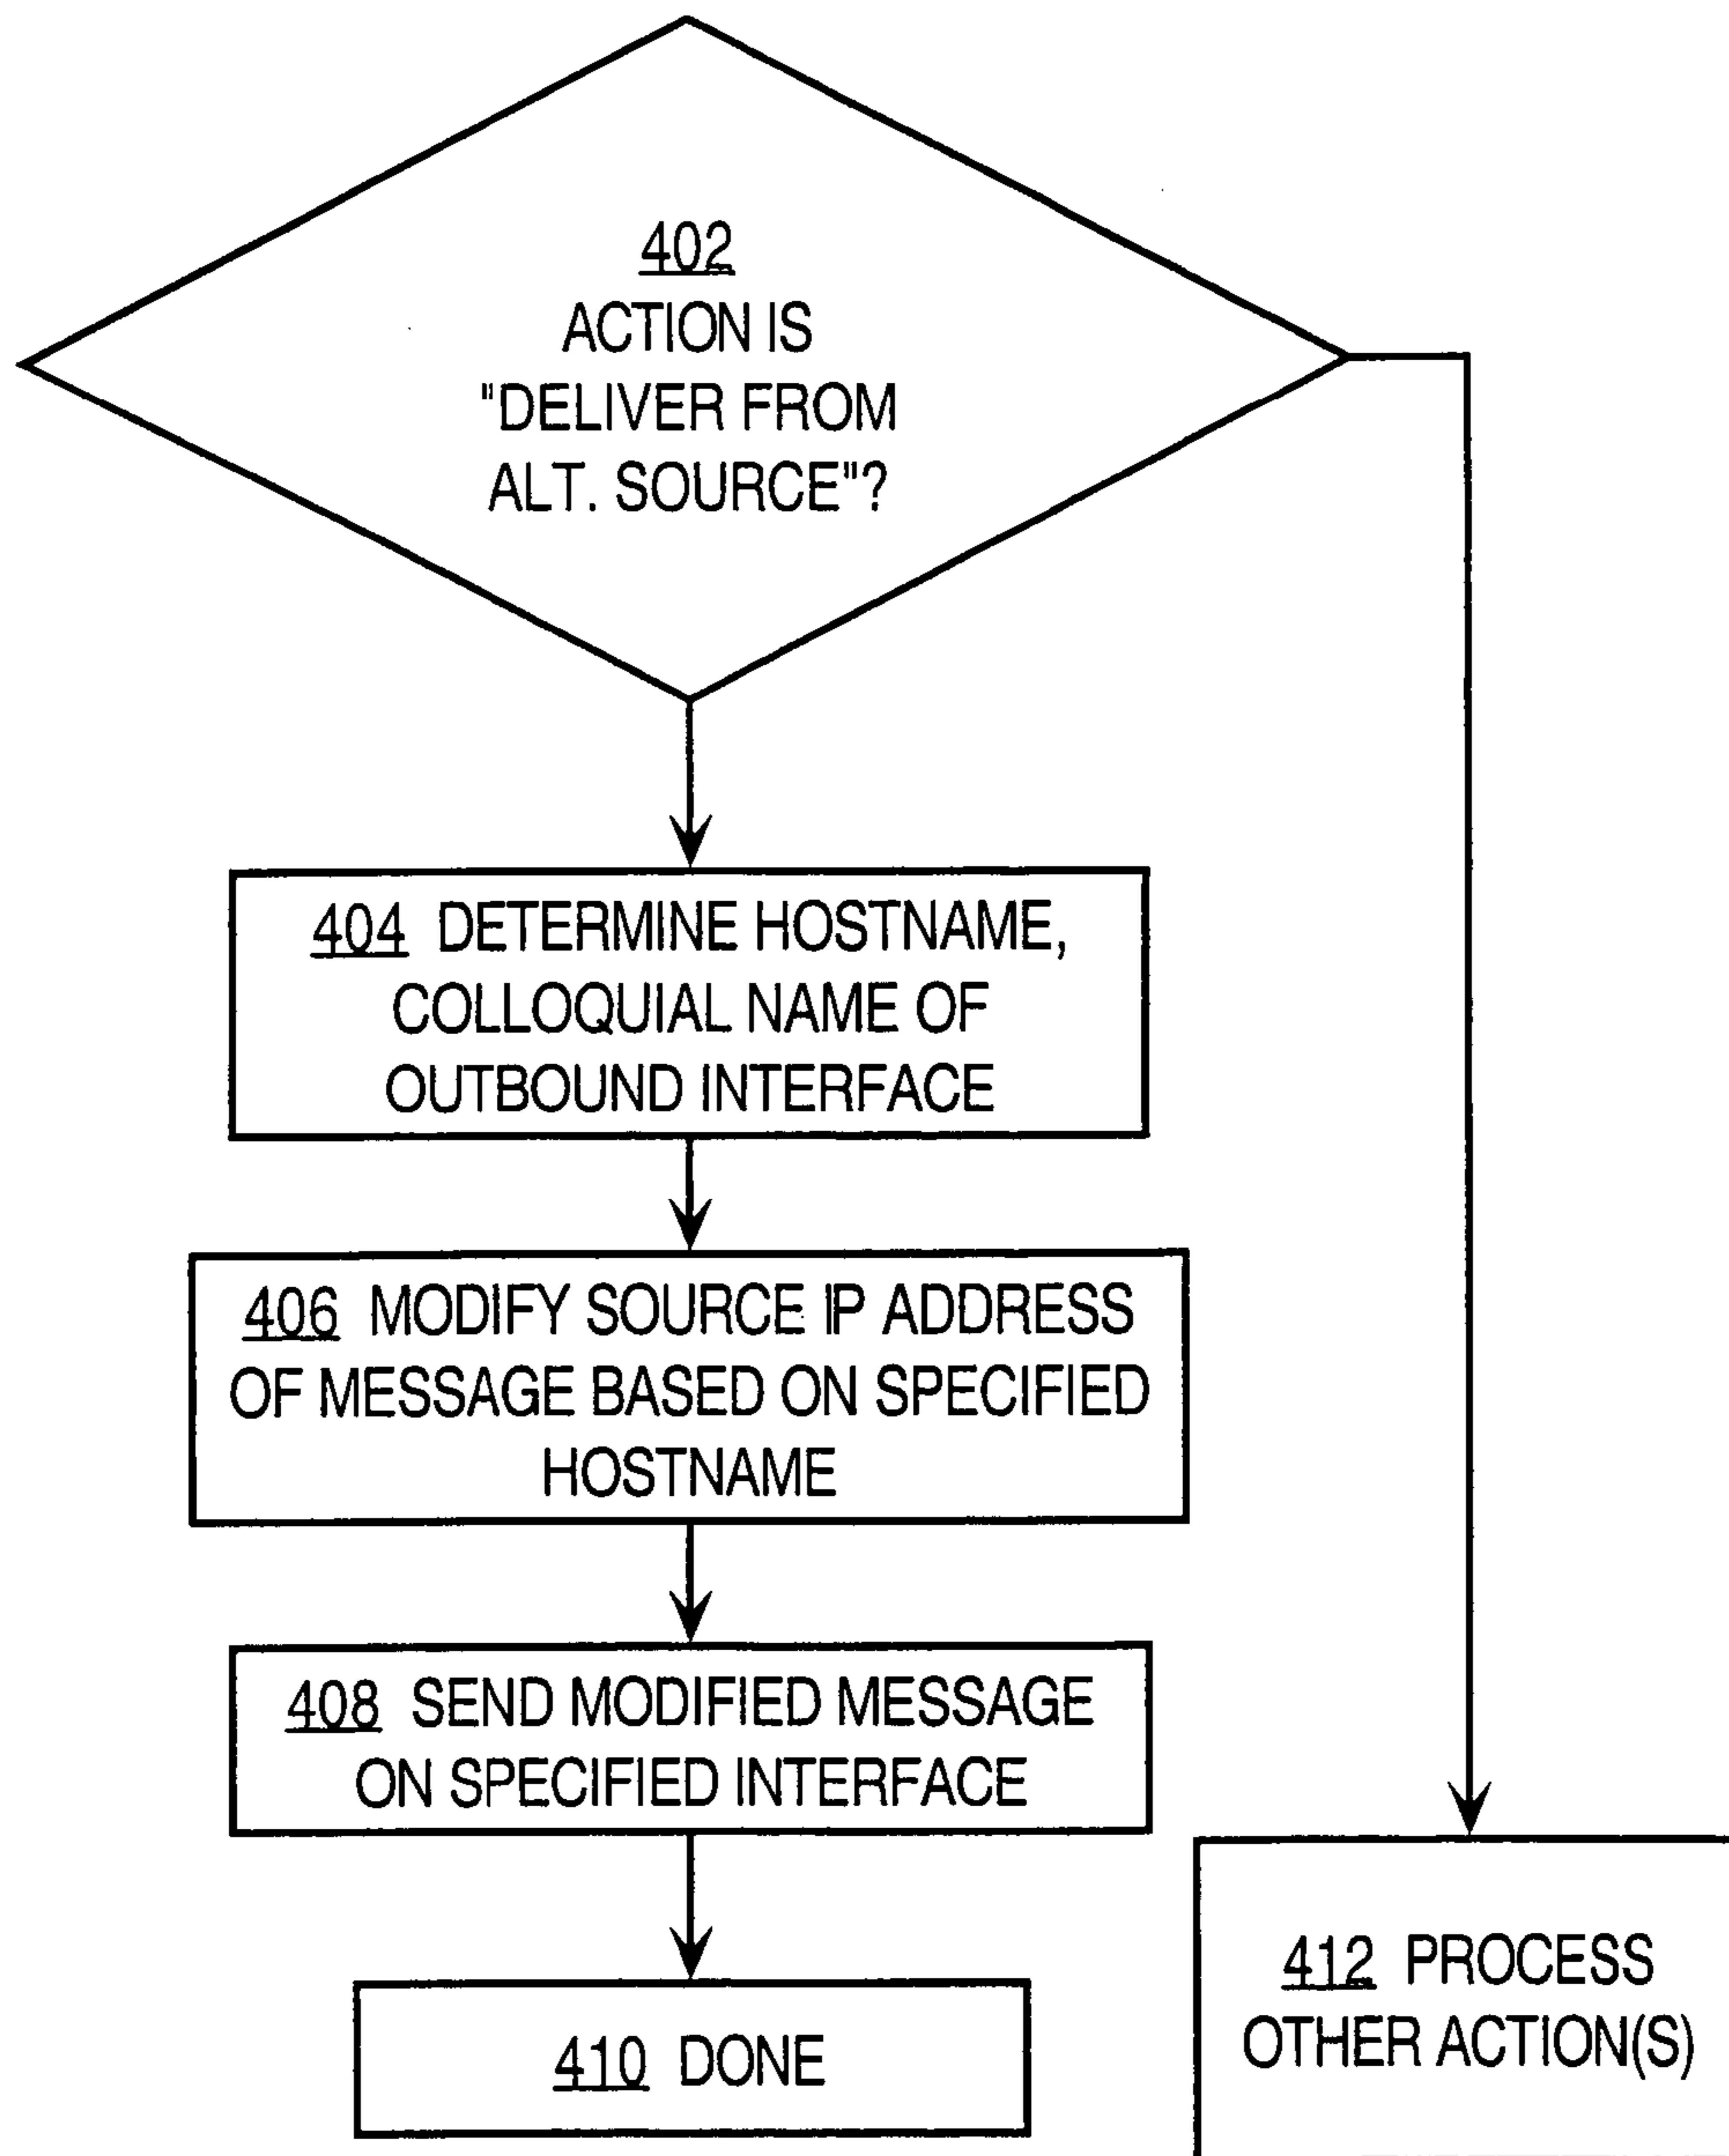 402
ACTION IS
"DELIVER FROM
ALT. SOURCE"?
404 DETERMINE HOSTNAME,
COLLOQUIAL NAME OF
OUTBOUND INTERFACE
406 MODIFY SOURCE IP ADDRESS
OF MESSAGE BASED ON SPECIFIED
HOSTNAME
408 SEND MODIFIED MESSAGE
ON SPECIFIED INTERFACE
410 DONE
412 PROCESS
OTHER ACTION(S)